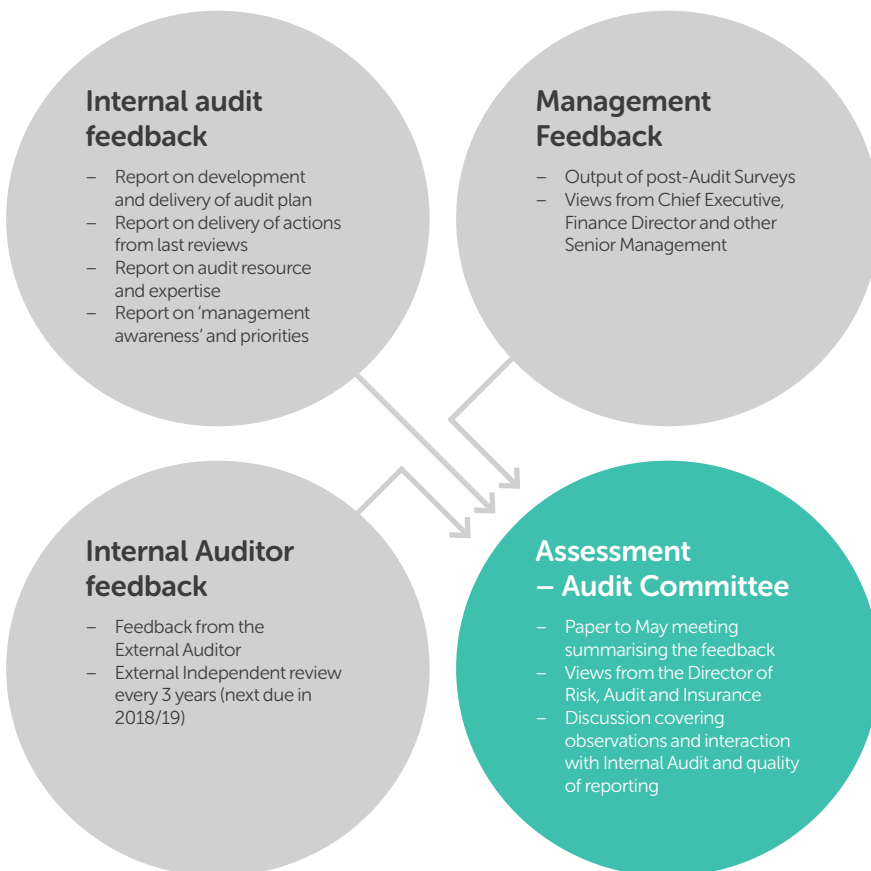 Internal audit
feedback
– Report on development
and delivery of audit plan
– Report on delivery of actions
from last reviews
– Report on audit resource
and expertise
– Report on ‘management
awareness’ and priorities
Management
Feedback
– Output of post-Audit Surveys
– Views from Chief Executive,
Finance Director and other
Senior Management
Internal Auditor
feedback
– Feedback from the
External Auditor
– External Independent review
every 3 years (next due in
2018/19)
Assessment
– Audit Committee
– Paper to May meeting
summarising the feedback
– Views from the Director of
Risk, Audit and Insurance
– Discussion covering
observations and interaction
with Internal Audit and quality
of reporting